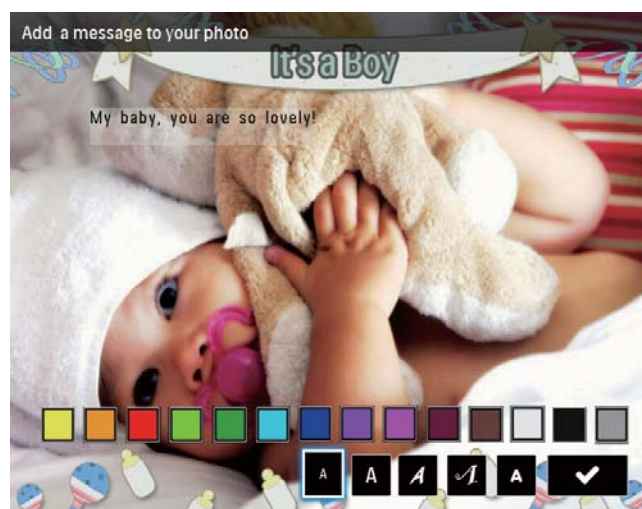 Add a message to your photo
It's a Boy
My baby, you are so lovely!
A A A A A